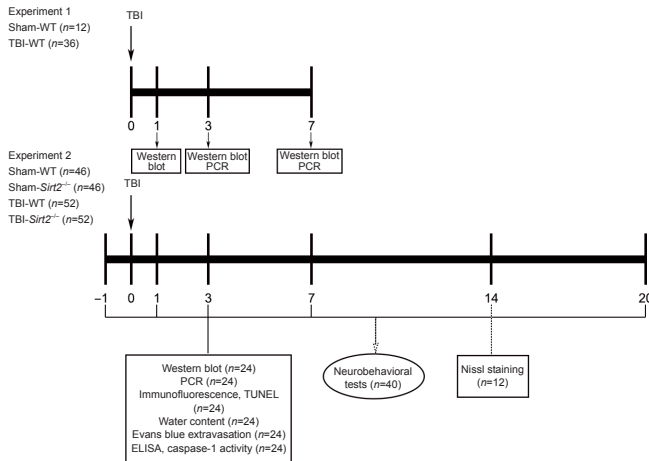 Experiment 1
Sham-WT (n=12)
TBI-WT (n=36)
TBI
0 1 3 7
Western
blot
Western blot
PCR
Western blot
PCR
Experiment 2
Sham-WT (n=46)
Sham-Sirt2–/– (n=46)
TBI-WT (n=52)
TBI-Sirt2–/– (n=52)
TBI
–1 0 1 3 7 14 20
Western blot (n=24)
PCR (n=24)
Immunofluorescence, TUNEL
(n=24)
Water content (n=24)
Evans blue extravasation (n=24)
ELISA, caspase-1 activity (n=24)
Neurobehavioral
tests (n=40)
Nissl staining
(n=12)